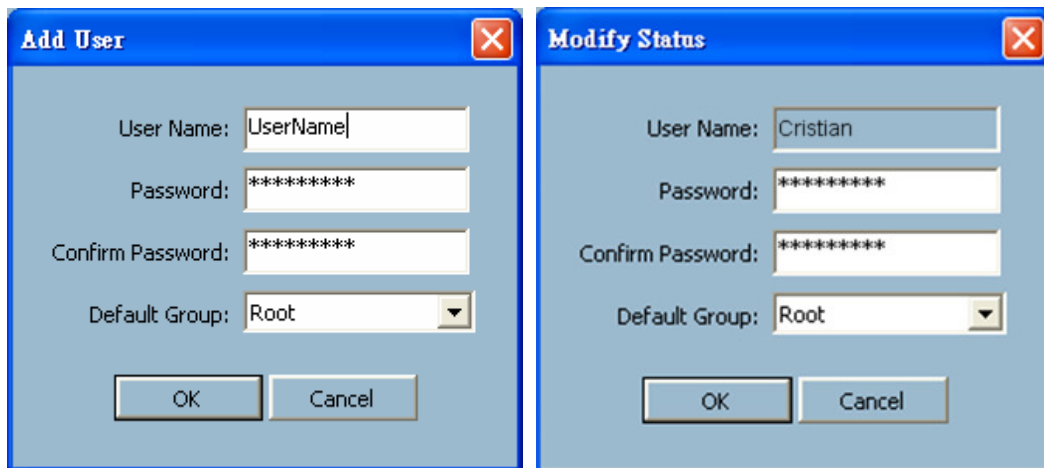 Add User
User Name: UserName
Password: *********
Confirm Password: *********
Default Group: Root
OK Cancel
Modify Status
User Name: Cristian
Password: *********
Confirm Password: *********
Default Group: Root
OK Cancel